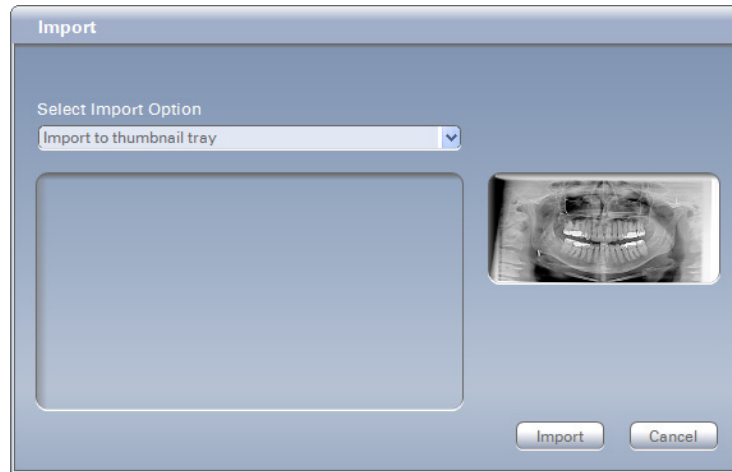 Import
Select Import Option
Import to thumbnail tray
Import
Cancel